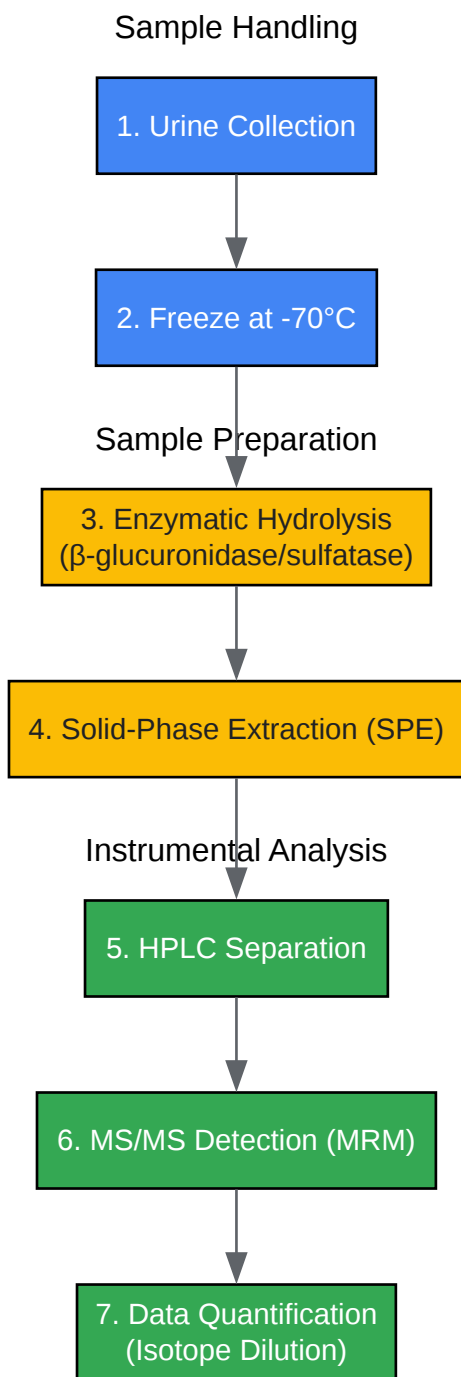 Sample Handling
1. Urine Collection
2. Freeze at -70°C
Sample Preparation
3. Enzymatic Hydrolysis
(β-glucuronidase/sulfatase)
4. Solid-Phase Extraction (SPE)
Instrumental Analysis
5. HPLC Separation
6. MS/MS Detection (MRM)
7. Data Quantification
(Isotope Dilution)